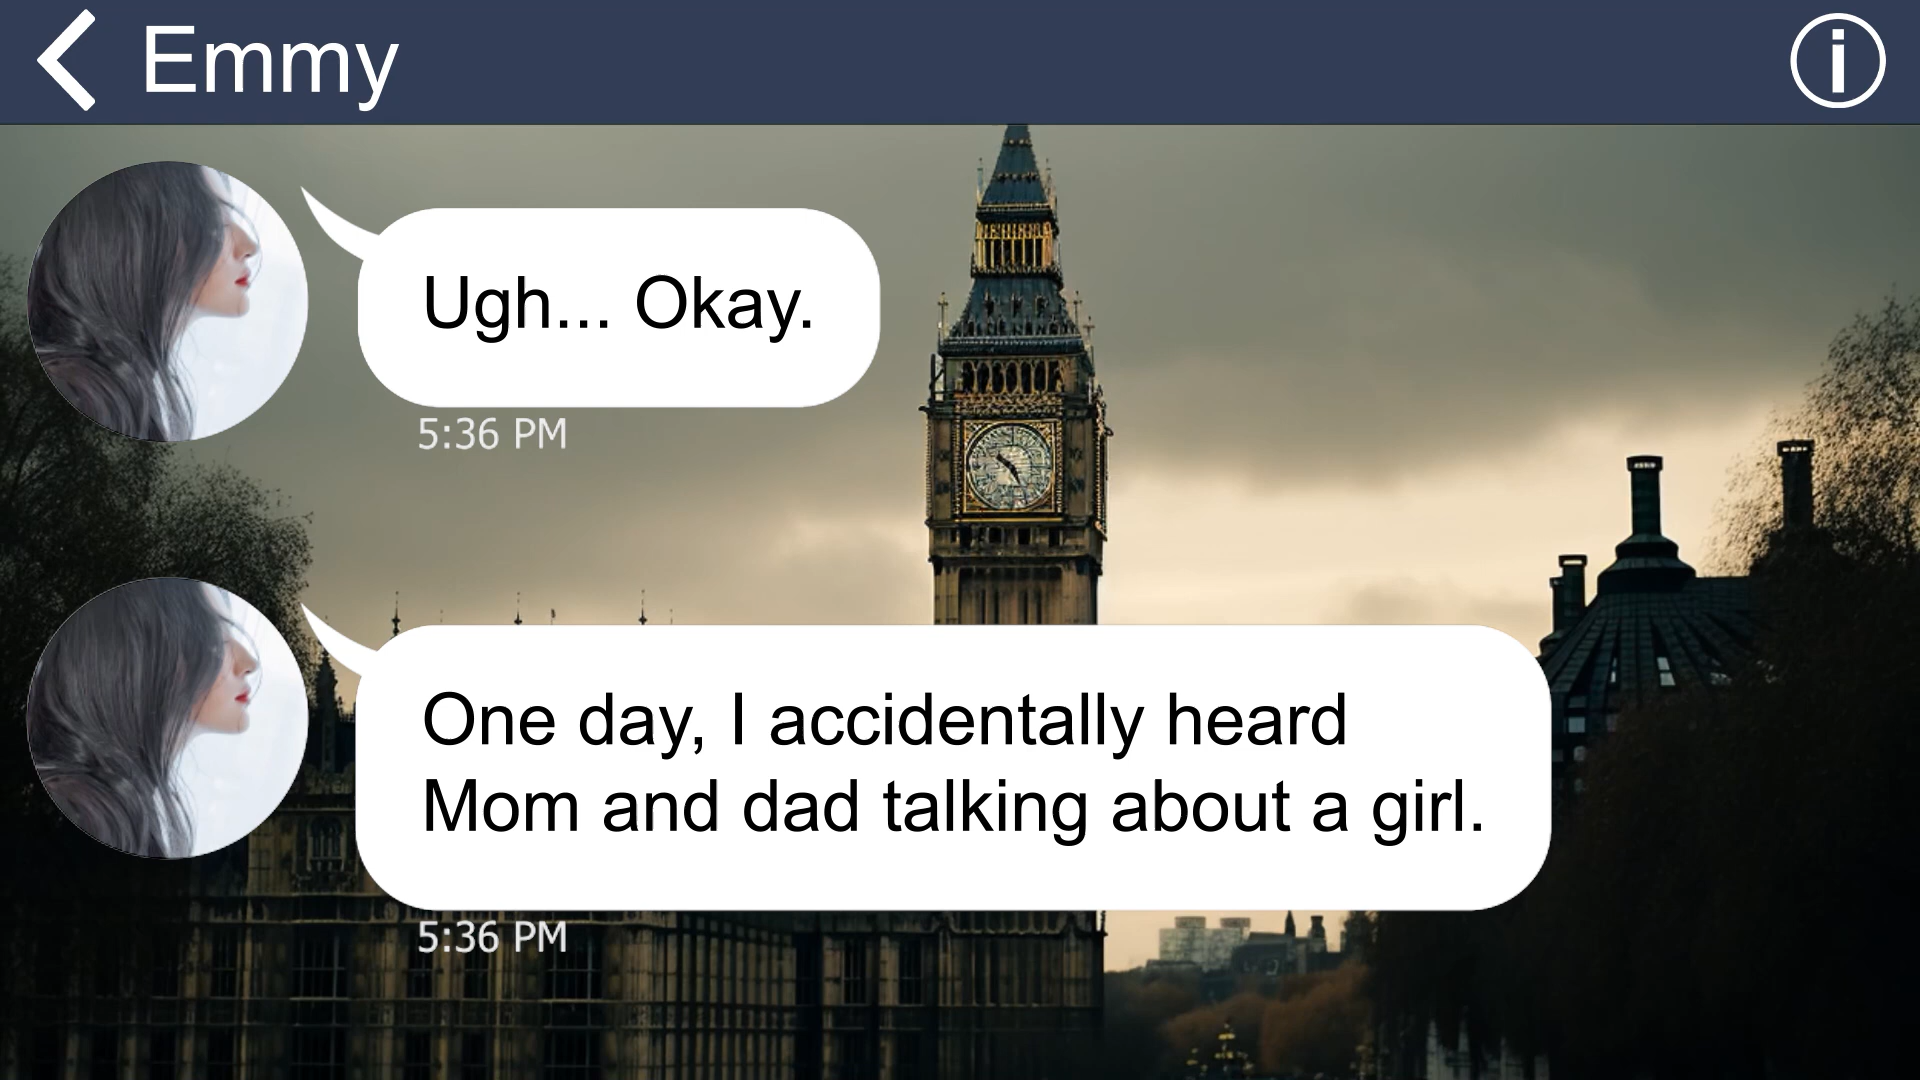 Emmy
Ugh... Okay.
5:36 PM
One day, I accidentally heard
Mom and dad talking about a girl.
5:36 PM